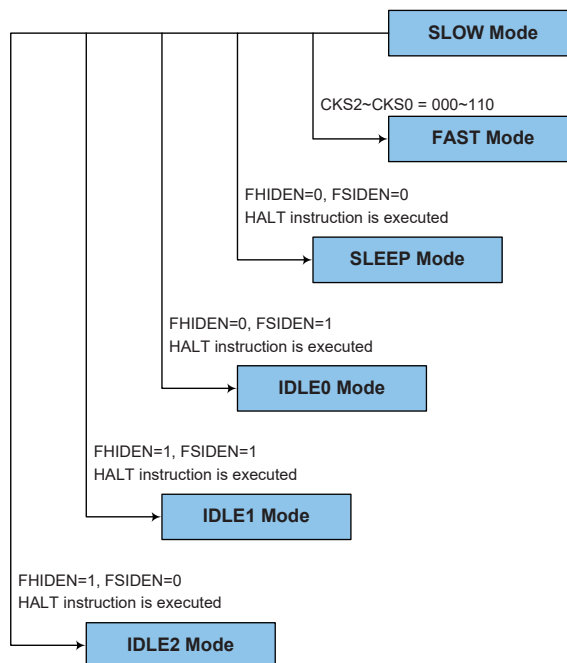 SLOW Mode
CKS2~CKS0 = 000~110
FAST Mode
FHIDEN=0, FSIDEN=0
HALT instruction is executed
SLEEP Mode
FHIDEN=0, FSIDEN=1
HALT instruction is executed
IDLE0 Mode
FHIDEN=1, FSIDEN=1
HALT instruction is executed
IDLE1 Mode
FHIDEN=1, FSIDEN=0
HALT instruction is executed
IDLE2 Mode